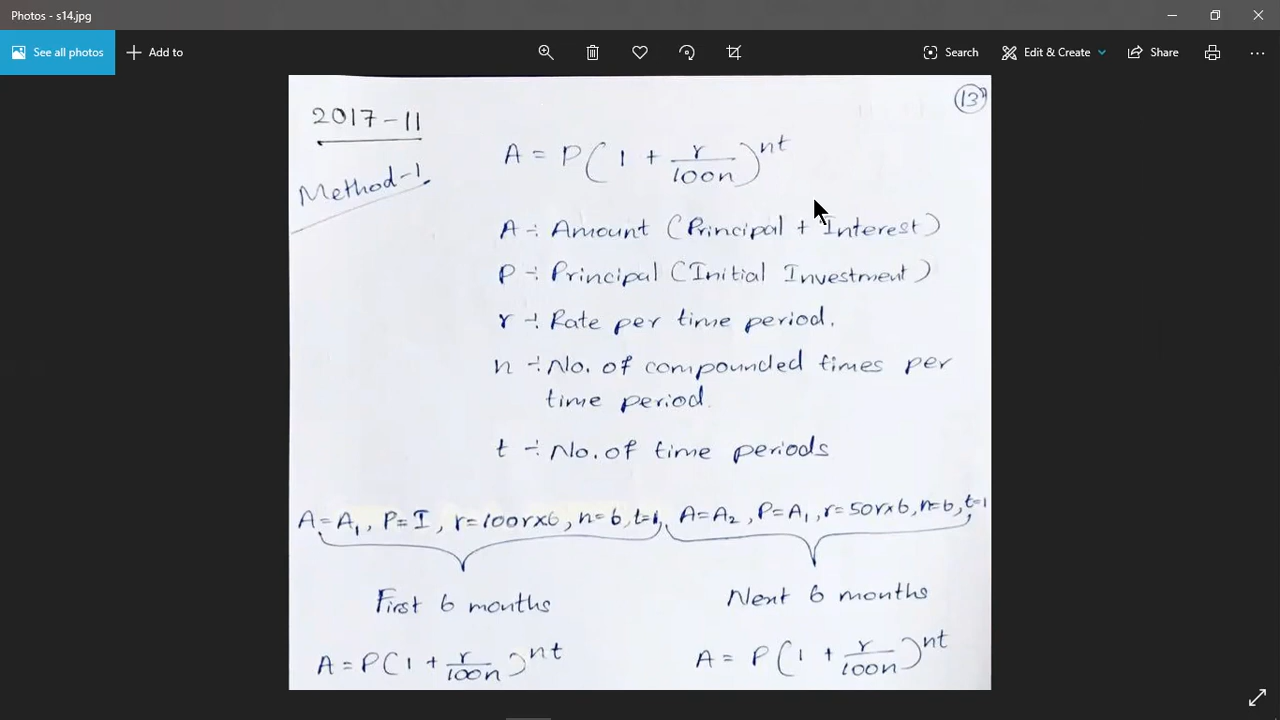 Photos - s14.jpg
See all photos
Add to
Search
Edit & Create
Share
13
2017-11
Method-1
A = P(1 + r/100n)^nt
A :- Amount (Principal + Interest)
P :- Principal (Initial Investment)
r :- Rate per time period.
n :- No. of compounded times per
time period.
t :- No. of time periods
A=A₁, P=I, r=100r×6, n=6, t=1, A=A₂, P=A₁, r=50r×6, n=6, t=1
First 6 months
Next 6 months
A = P(1 + r/100n)^nt
A = P(1 + r/100n)^nt